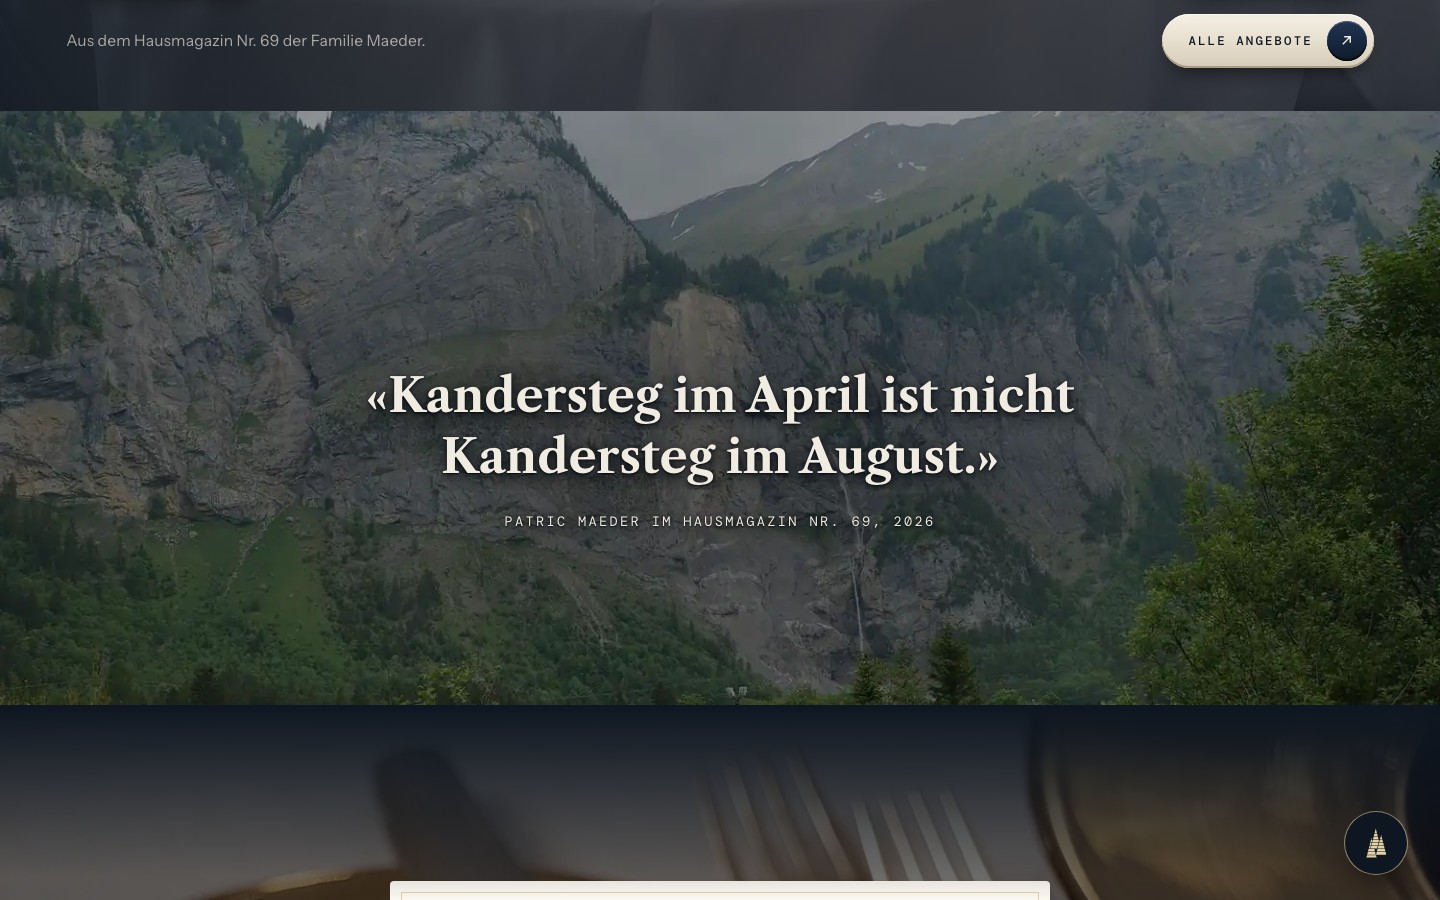 Aus dem Hausmagazin Nr. 69 der Familie Maeder.
ALLE ANGEBOTE
«Kandersteg im April ist nicht
Kandersteg im August.»
PATRIC MAEDER IM HAUSMAGAZIN NR. 69, 2026